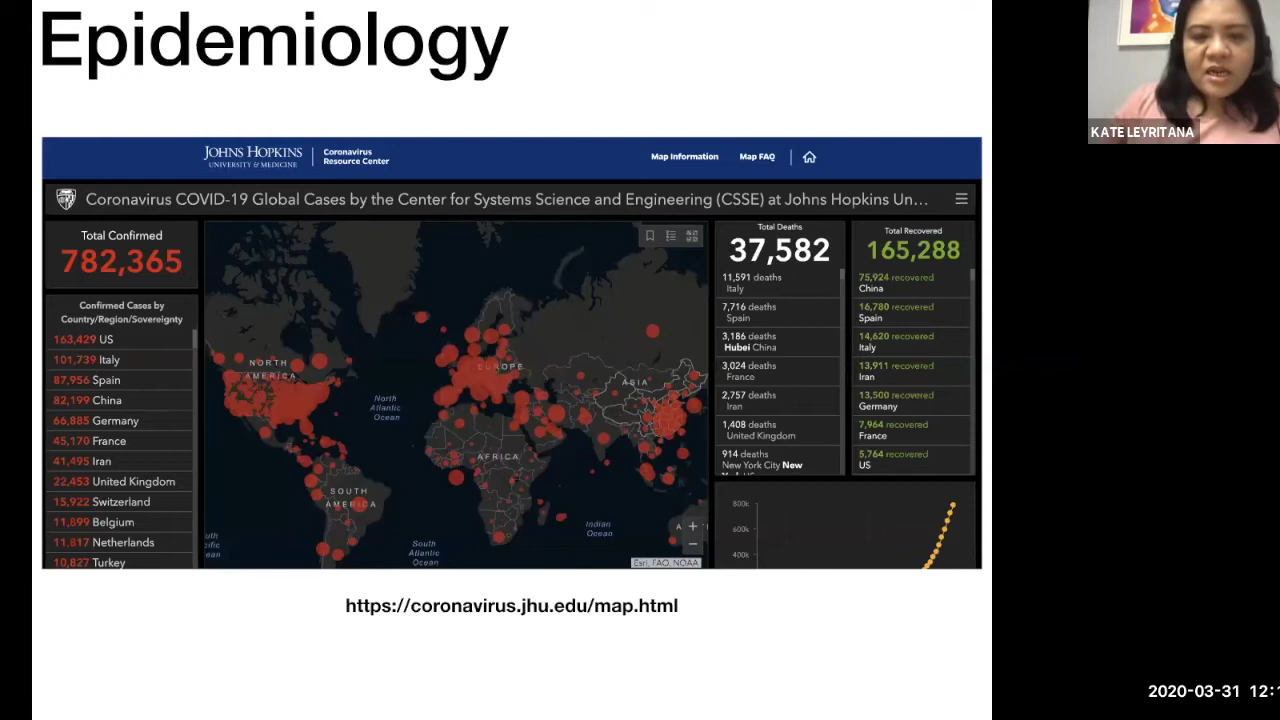 Epidemiology
KATE LEYRITANA
JOHNS HOPKINS
UNIVERSITY & MEDICINE
Coronavirus
Resource Center
Map Information
Map FAQ
Coronavirus COVID-19 Global Cases by the Center for Systems Science and Engineering (CSSE) at Johns Hopkins Un...
Total Confirmed
782,365
Confirmed Cases by
Country/Region/Sovereignty
163,429 US
101,739 Italy
87,956 Spain
82,199 China
66,885 Germany
45,170 France
41,495 Iran
22,453 United Kingdom
15,922 Switzerland
11,899 Belgium
11,817 Netherlands
10,827 Turkey
NORTH
AMERICA
North
Atlantic
Ocean
EUROPE
ASIA
AFRICA
SOUTH
AMERICA
South
Atlantic
Ocean
Indian
Ocean
Esri, FAO, NOAA
Total Deaths
37,582
11,591 deaths
Italy
7,716 deaths
Spain
3,186 deaths
Hubei China
3,024 deaths
France
2,757 deaths
Iran
1,408 deaths
United Kingdom
914 deaths
New York City New
Total Recovered
165,288
75,924 recovered
China
16,780 recovered
Spain
14,620 recovered
Italy
13,911 recovered
Iran
13,500 recovered
Germany
7,964 recovered
France
5,764 recovered
US
800k
600k
400k
https://coronavirus.jhu.edu/map.html
2020-03-31 12:1